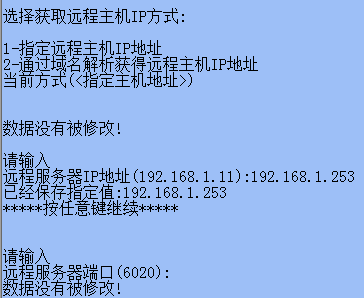 选择获取远程主机IP方式:
1-指定远程主机IP地址
2-通过域名解析获得远程主机IP地址
当前方式(<指定主机地址>)
数据没有被修改!
请输入
远程服务器IP地址(192.168.1.11):192.168.1.253
已经保存指定值:192.168.1.253
*****按任意键继续*****
请输入
远程服务器端口(6020):
数据没有被修改!